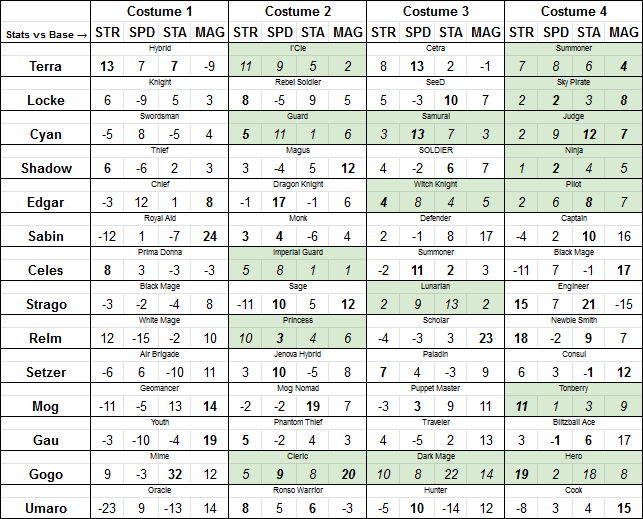 Costume 1 Costume 2 Costume 3 Costume 4
Stats vs Base → STR SPD STA MAG STR SPD STA MAG STR SPD STA MAG STR SPD STA MAG
Hybrid l'Cie Cetra Summoner
Terra 13 7 7 -9 11 9 5 2 8 13 2 -1 7 8 6 4
Knight Rebel Soldier SeeD Sky Pirate
Locke 6 -9 5 3 8 -5 9 5 5 -3 10 7 2 2 3 8
Swordsman Guard Samurai Judge
Cyan -5 8 -5 4 5 11 1 6 3 13 7 3 2 9 12 7
Thief Magus SOLDIER Ninja
Shadow 6 -6 2 3 3 -4 5 12 4 -2 6 7 1 2 4 5
Chief Dragon Knight Witch Knight Pilot
Edgar -3 12 1 8 -1 17 -1 6 4 8 4 5 2 6 8 7
Royal Aid Monk Defender Captain
Sabin -12 1 -7 24 3 4 -6 4 2 -1 8 17 -4 2 10 16
Prima Donna Imperial Guard Summoner Black Mage
Celes 8 3 -3 -3 5 8 1 1 -2 11 2 3 -11 7 -1 17
Black Mage Sage Lunarian Engineer
Strago -3 -2 -4 8 -11 10 5 12 2 9 13 2 15 7 21 -15
White Mage Princess Scholar Newbie Smith
Relm 12 -15 -2 10 10 3 4 6 -4 -3 3 23 18 -2 9 7
Air Brigade Jenova Hybrid Paladin Consul
Setzer -6 6 -10 11 3 10 -5 8 7 4 -3 9 6 3 -1 12
Geomancer Mog Nomad Puppet Master Tonberry
Mog -11 -5 13 14 -2 -2 19 7 -3 3 9 11 11 1 3 9
Youth Phantom Thief Traveler Blitzball Ace
Gau -3 -10 -4 19 5 -2 4 3 4 -5 2 13 3 -1 6 17
Mime Cleric Dark Mage Hero
Gogo 9 -3 32 12 5 9 8 20 10 8 22 14 19 2 18 8
Oracle Ronso Warrior Hunter Cook
Umaro -23 9 -13 14 8 5 6 -3 -5 10 -14 12 -8 3 4 15